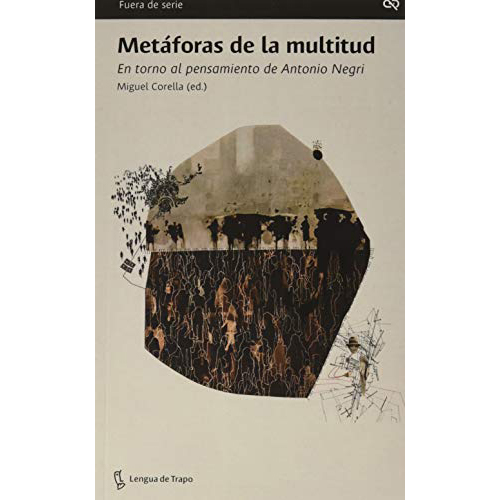 Fuera de serie
Metáforas de la multitud
En torno al pensamiento de Antonio Negri
Miguel Corella (ed.)
Lengua de Trapo